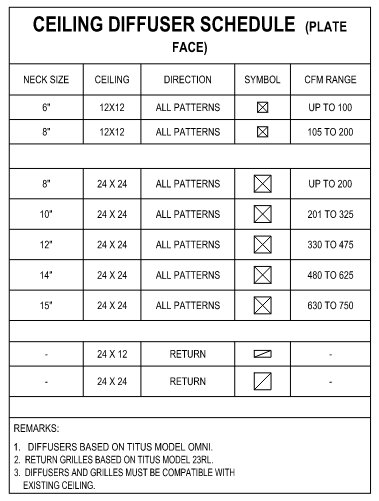 CEILING DIFFUSER SCHEDULE (PLATE
FACE)
NECK SIZE CEILING DIRECTION SYMBOL CFM RANGE
6" 12X12 ALL PATTERNS UP TO 100
8" 12X12 ALL PATTERNS 105 TO 200
8" 24 X 24 ALL PATTERNS UP TO 200
10" 24 X 24 ALL PATTERNS 201 TO 325
12" 24 X 24 ALL PATTERNS 330 TO 475
14" 24 X 24 ALL PATTERNS 480 TO 625
15" 24 X 24 ALL PATTERNS 630 TO 750
- 24 X 12 RETURN -
- 24 X 24 RETURN -
REMARKS:
1. DIFFUSERS BASED ON TITUS MODEL OMNI.
2. RETURN GRILLES BASED ON TITUS MODEL 23RL.
3. DIFFUSERS AND GRILLES MUST BE COMPATIBLE WITH
EXISTING CEILING.